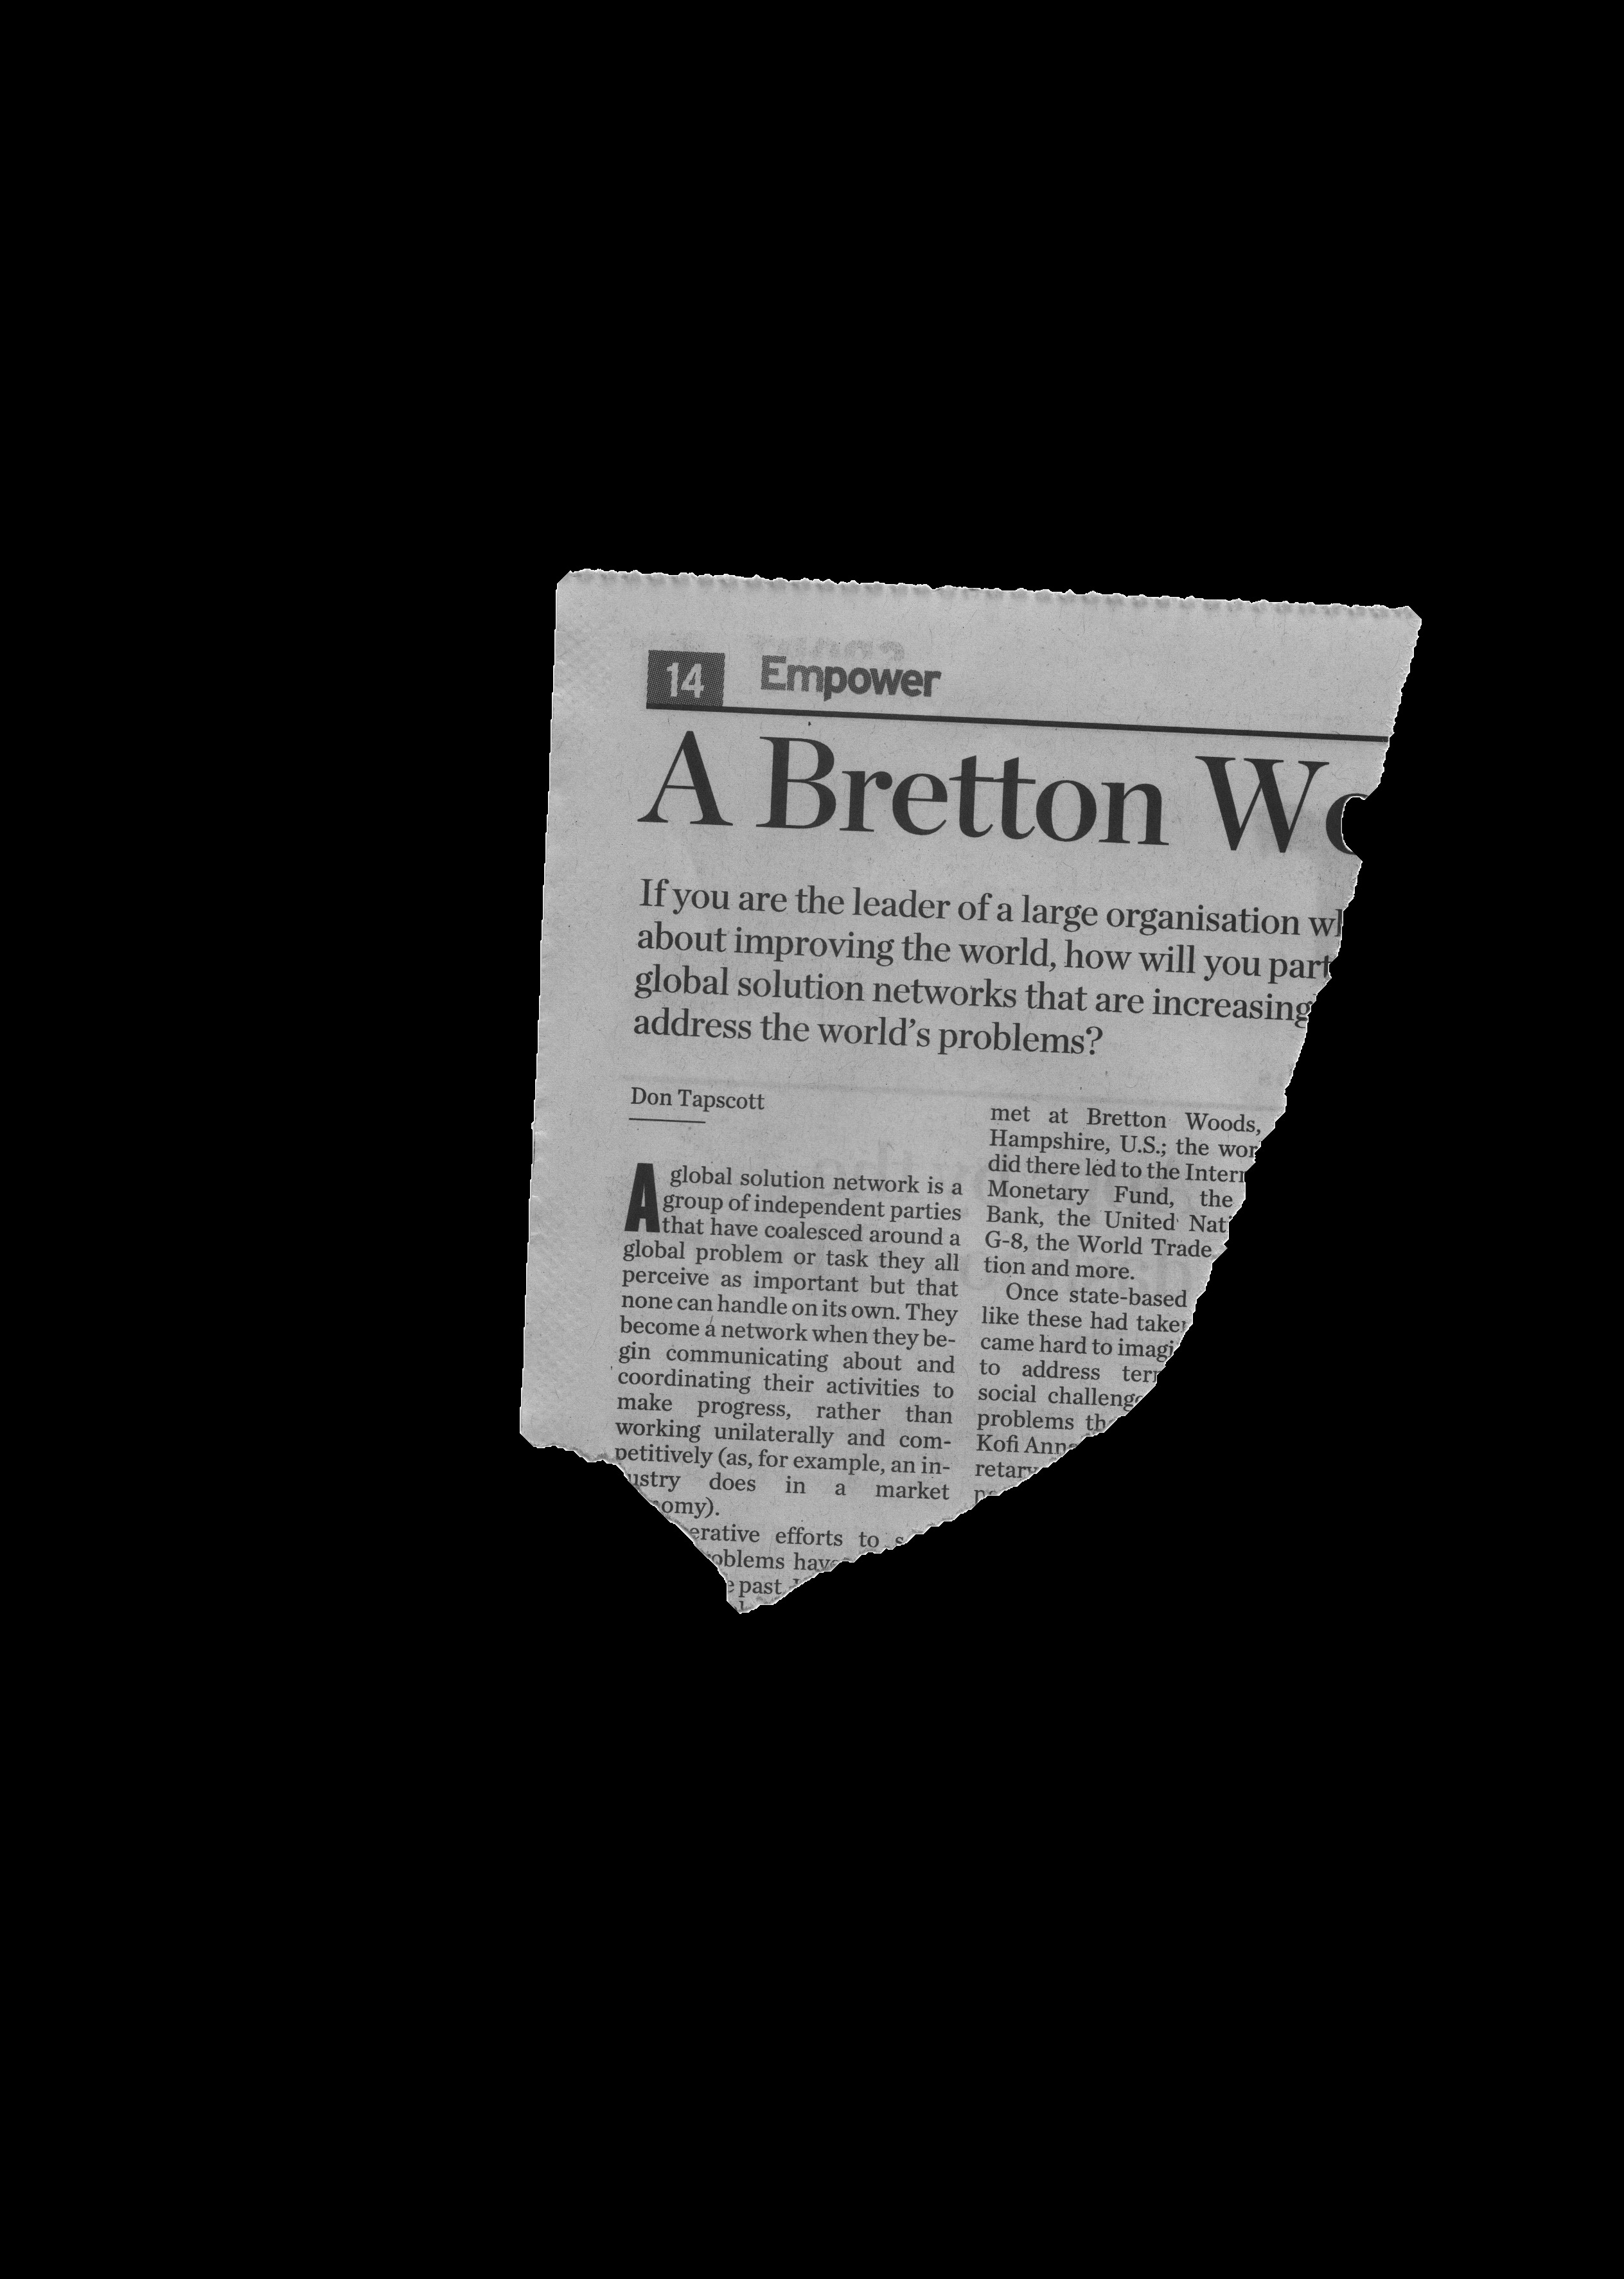 14 Empower
A Bretton
If you are the leader of a large organisation
about improving the world, how will you
global solution networks that are increasing
address the world's problems?
Don Tapscott
A global solution network is a
group of independent parties
that have coalesced around a
global problem or task they all
perceive as important but that
none can handle on its own. They
become a network when they be-
gin communicating about and
coordinating their activities to
make progress, rather than
working unilaterally and com-
petitively (as, for example, an in-
does in a market
efforts to
past
met at Bretton Woods,
Hampshire, U.S.; the
did there led to the
Monetary Fund, the
Bank, the United
G-8, the World Trade
tion and more.
Once state-based
like these had
came hard to
to address
social
problems
Kofi